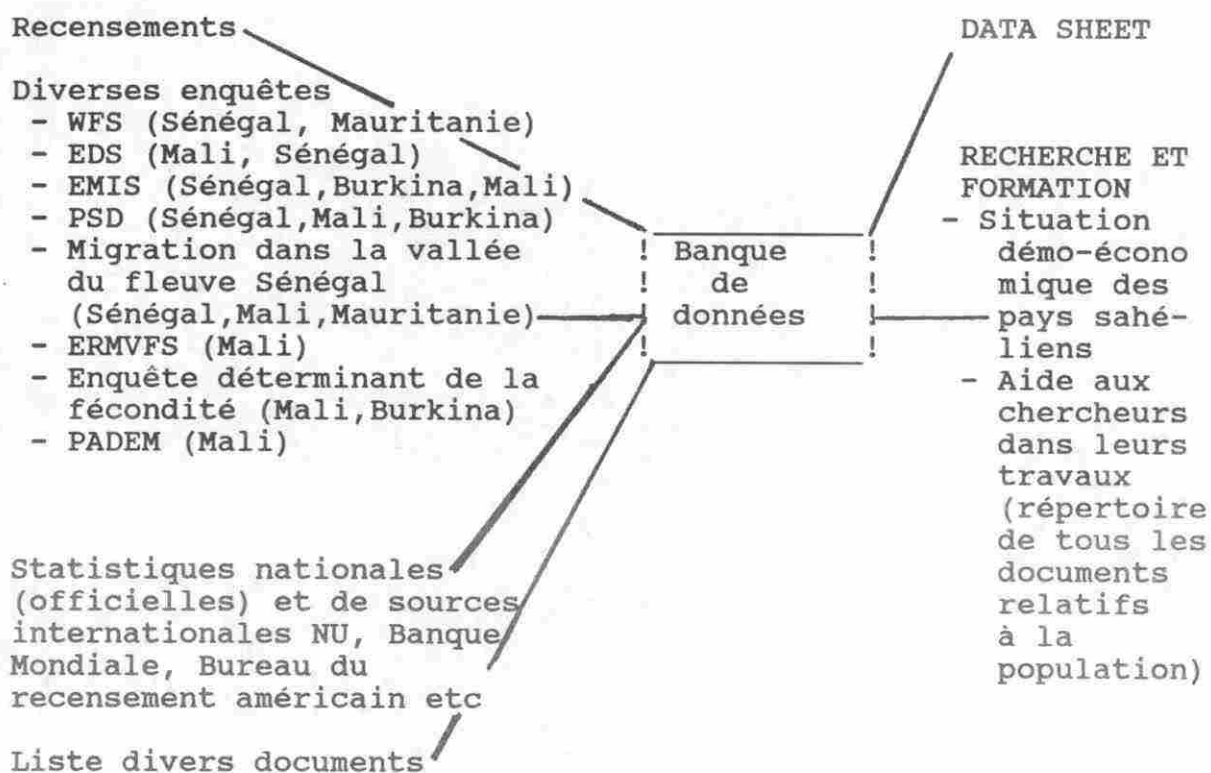 Recensements
Diverses enquêtes
- WFS (Sénégal, Mauritanie)
- EDS (Mali, Sénégal)
- EMIS (Sénégal,Burkina,Mali)
- PSD (Sénégal,Mali,Burkina)
- Migration dans la vallée
du fleuve Sénégal
(Sénégal,Mali,Mauritanie)
- ERMVFS (Mali)
- Enquête déterminant de la
fécondité (Mali,Burkina)
- PADEM (Mali)
Statistiques nationales
(officielles) et de sources
internationales NU, Banque
Mondiale, Bureau du
recensement américain etc
Liste divers documents
! Banque !
! de !
! données !
! !
DATA SHEET
RECHERCHE ET
FORMATION
- Situation
démo-écono
mique des
pays sahé-
liens
- Aide aux
chercheurs
dans leurs
travaux
(répertoire
de tous les
documents
relatifs
à la
population)